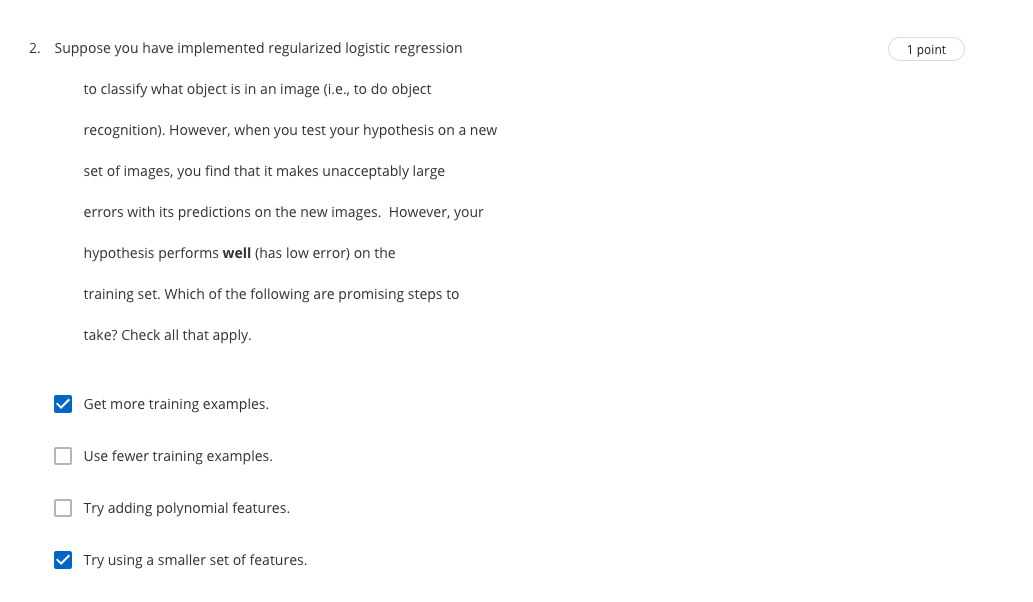 2. Suppose you have implemented regularized logistic regression
1 point
to classify what object is in an image (i.e., to do object
recognition). However, when you test your hypothesis on a new
set of images, you find that it makes unacceptably large
errors with its predictions on the new images.  However, your
hypothesis performs well (has low error) on the
training set. Which of the following are promising steps to
take? Check all that apply.
Get more training examples.
Use fewer training examples.
Try adding polynomial features.
Try using a smaller set of features.